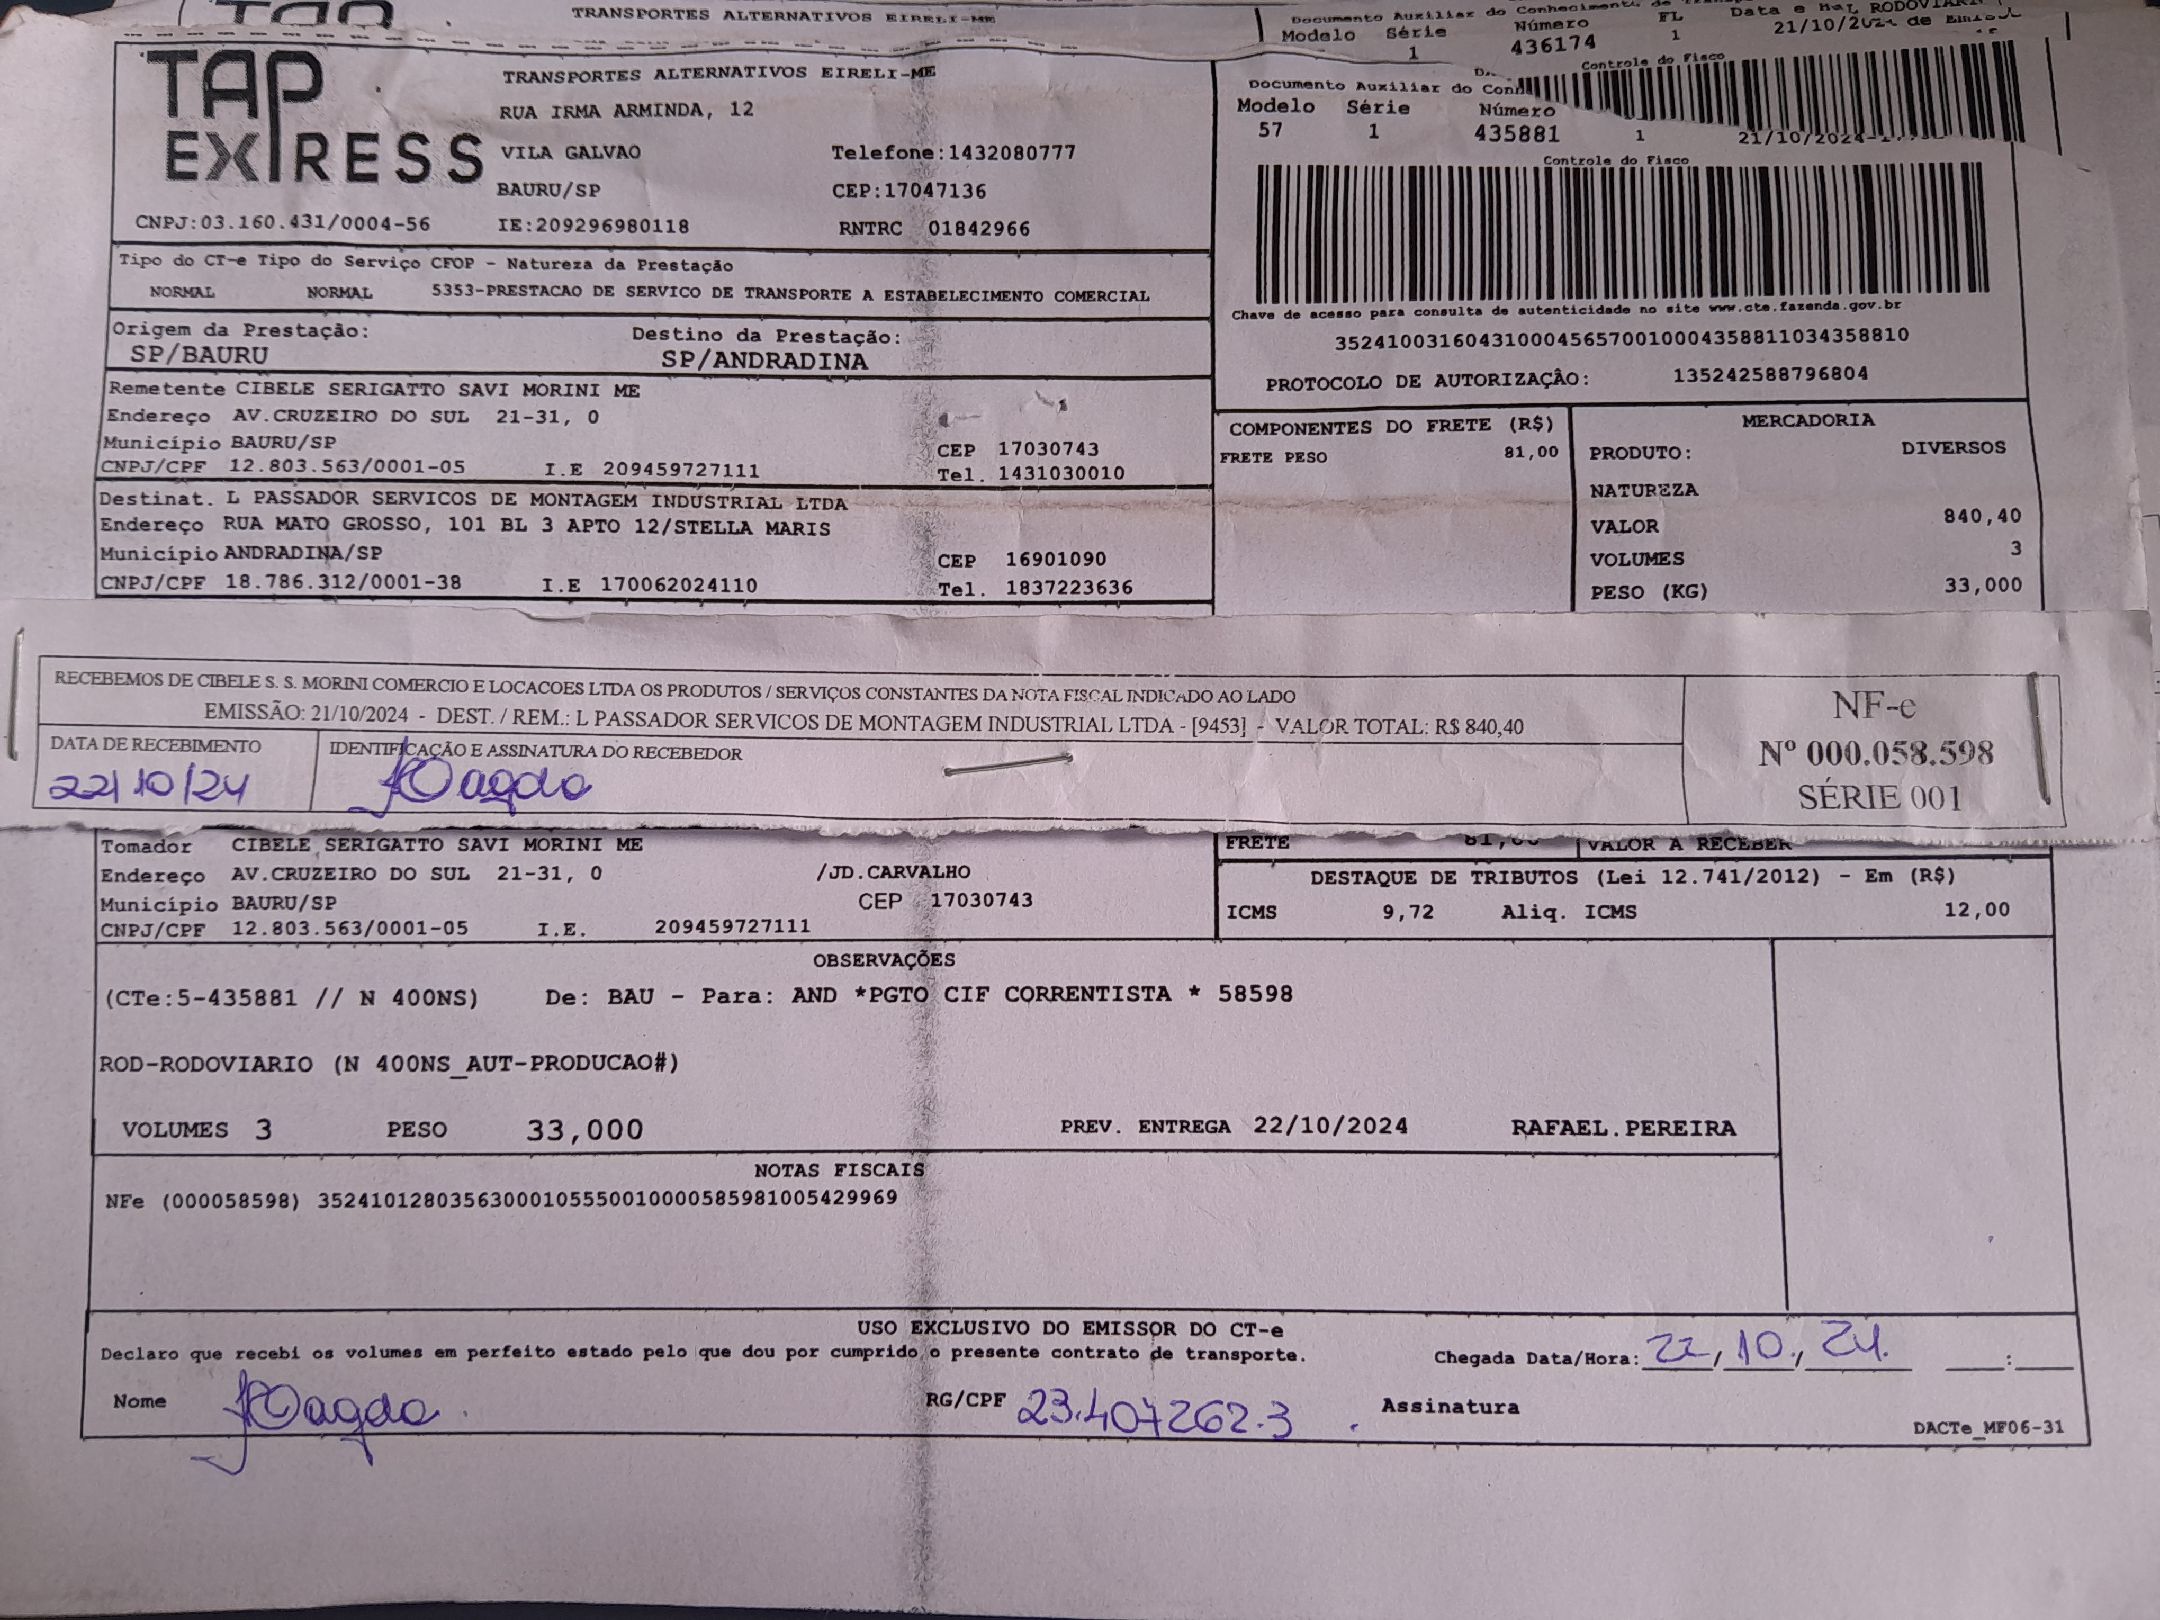 TRANSPORTES ALTERNATIVOS EIRELI-ME
Documento Auxiliar do Conhecimento de
Modelo Série Número FL Data e
1 436174 1 21/10/2024 de
Controle do Fisco
TAP EXPRESS
TRANSPORTES ALTERNATIVOS EIRELI-ME
RUA IRMA ARMINDA, 12
VILA GALVAO Telefone:1432080777
BAURU/SP CEP:17047136
CNPJ:03.160.431/0004-56 IE:209296980118 RNTRC 01842966
Documento Auxiliar do
Modelo Série Número
57 1 435881 1 21/10/2024
Controle do Fisco
Chave de acesso para consulta de autenticidade no site www.cte.fazenda.gov.br
35241003160431000456570010004358811034358810
PROTOCOLO DE AUTORIZAÇÃO: 135242588796804
Tipo do CT-e Tipo do Serviço CFOP - Natureza da Prestação
NORMAL NORMAL 5353-PRESTACAO DE SERVICO DE TRANSPORTE A ESTABELECIMENTO COMERCIAL
Origem da Prestação: Destino da Prestação:
SP/BAURU SP/ANDRADINA
Remetente CIBELE SERIGATTO SAVI MORINI ME
Endereço AV.CRUZEIRO DO SUL 21-31, 0
Município BAURU/SP CEP 17030743
CNPJ/CPF 12.803.563/0001-05 I.E 209459727111 Tel. 1431030010
Destinat. L PASSADOR SERVICOS DE MONTAGEM INDUSTRIAL LTDA
Endereço RUA MATO GROSSO, 101 BL 3 APTO 12/STELLA MARIS
Município ANDRADINA/SP CEP 16901090
CNPJ/CPF 18.786.312/0001-38 I.E 170062024110 Tel. 1837223636
COMPONENTES DO FRETE (R$)
FRETE PESO 81,00
MERCADORIA
PRODUTO: DIVERSOS
NATUREZA
VALOR 840,40
VOLUMES 3
PESO (KG) 33,000
RECEBEMOS DE CIBELE S. S. MORINI COMERCIO E LOCACOES LTDA OS PRODUTOS / SERVIÇOS CONSTANTES DA NOTA FISCAL INDICADO AO LADO
EMISSÃO: 21/10/2024 - DEST. / REM.: L PASSADOR SERVICOS DE MONTAGEM INDUSTRIAL LTDA - [9453] - VALOR TOTAL: R$ 840,40
DATA DE RECEBIMENTO IDENTIFICAÇÃO E ASSINATURA DO RECEBEDOR
22/10/24
NF-e
Nº 000.058.598
SÉRIE 001
Tomador CIBELE SERIGATTO SAVI MORINI ME
Endereço AV.CRUZEIRO DO SUL 21-31, 0 /JD.CARVALHO
Município BAURU/SP CEP 17030743
CNPJ/CPF 12.803.563/0001-05 I.E. 209459727111
FRETE 81,00 VALOR A RECEBER
DESTAQUE DE TRIBUTOS (Lei 12.741/2012) - Em (R$)
ICMS 9,72 Aliq. ICMS 12,00
OBSERVAÇÕES
(CTe:5-435881 // N 400NS) De: BAU - Para: AND *PGTO CIF CORRENTISTA * 58598
ROD-RODOVIARIO (N 400NS_AUT-PRODUCAO#)
VOLUMES 3 PESO 33,000 PREV. ENTREGA 22/10/2024 RAFAEL.PEREIRA
NOTAS FISCAIS
NFe (000058598) 35241012803563000105550010000585981005429969
USO EXCLUSIVO DO EMISSOR DO CT-e
Declaro que recebi os volumes em perfeito estado pelo que dou por cumprido o presente contrato de transporte. Chegada Data/Hora: 22/10/24. :
Nome RG/CPF 23.407262.3 Assinatura
DACTe_MF06-31